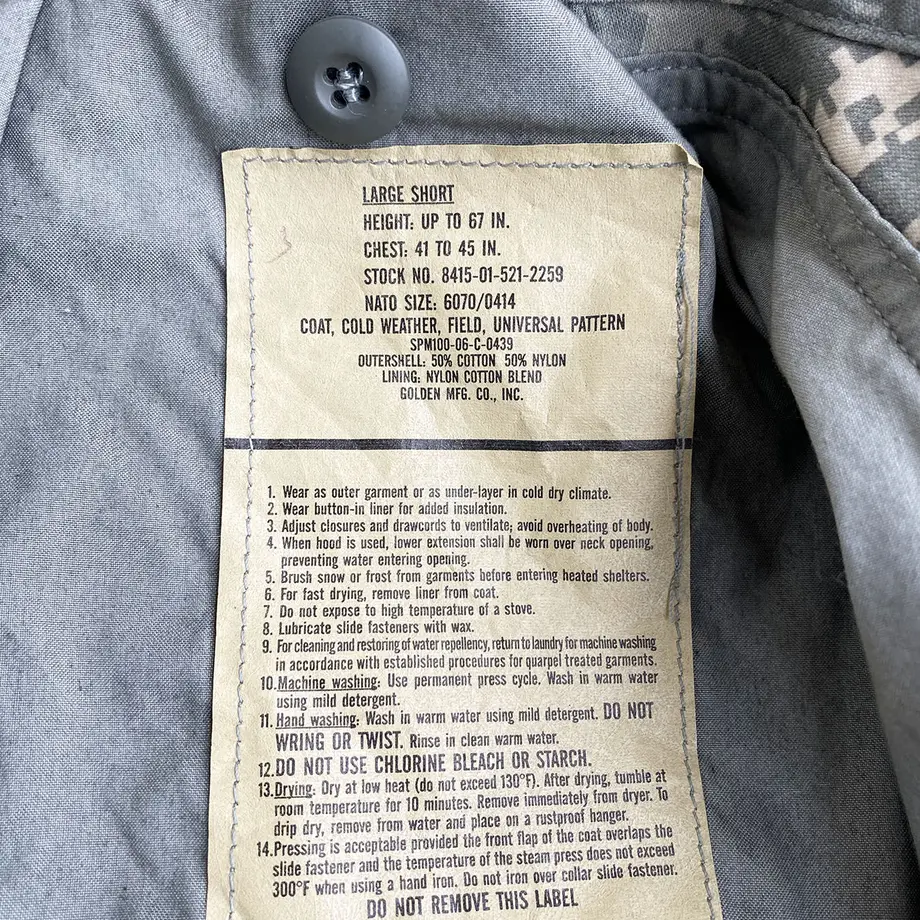 LARGE SHORT
HEIGHT: UP TO 67 IN.
CHEST: 41 TO 45 IN.
STOCK NO. 8415-01-521-2259
NATO SIZE: 6070/0414
COAT, COLD WEATHER, FIELD, UNIVERSAL PATTERN
SPM100-06-C-0439
OUTERSHELL: 50% COTTON 50% NYLON
LINING: NYLON COTTON BLEND
GOLDEN MFG. CO., INC.
1. Wear as outer garment or as under-layer in cold dry climate.
2. Wear button-in liner for added insulation.
3. Adjust closures and drawcords to ventilate; avoid overheating of body.
4. When hood is used, lower extension shall be worn over neck opening,
preventing water entering opening.
5. Brush snow or frost from garments before entering heated shelters.
6. For fast drying, remove liner from coat.
7. Do not expose to high temperature of a stove.
8. Lubricate slide fasteners with wax.
9. For cleaning and restoring of water repellency, return to laundry for machine washing
in accordance with established procedures for quarpel treated garments.
10. Machine washing: Use permanent press cycle. Wash in warm water
using mild detergent.
11. Hand washing: Wash in warm water using mild detergent. DO NOT
WRING OR TWIST. Rinse in clean warm water.
12. DO NOT USE CHLORINE BLEACH OR STARCH.
13. Drying: Dry at low heat (do not exceed 130°F). After drying, tumble at
room temperature for 10 minutes. Remove immediately from dryer. To
drip dry, remove from water and place on a rustproof hanger.
14. Pressing is acceptable provided the front flap of the coat overlaps the
slide fastener and the temperature of the steam press does not exceed
300°F when using a hand iron. Do not iron over collar slide fastener.
DO NOT REMOVE THIS LABEL